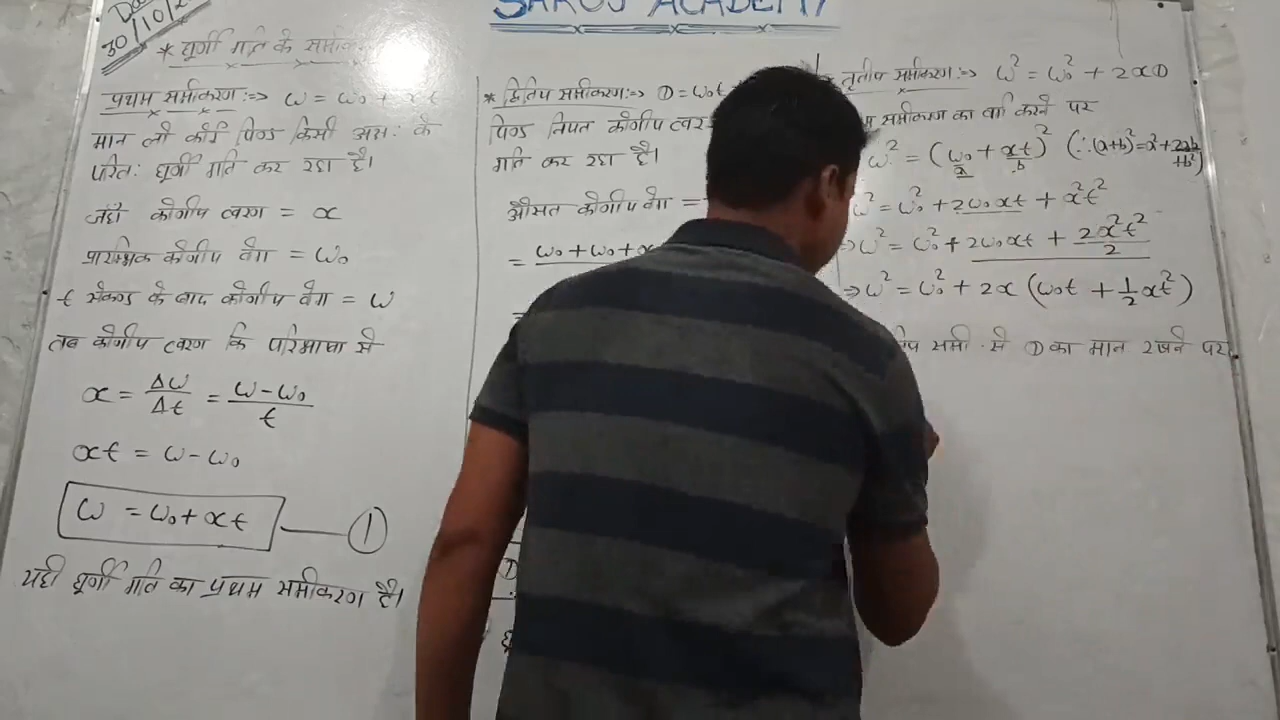 SAROJ ACADEMY
30/10/
* घूर्णी गति के समीक
प्रथम समीकरण:⇒ ω = ω₀ + αt
मान लो कोई पिण्ड किसी अक्ष: के
परित: घूर्णी गति कर रहा है।
जहाँ कोणीय त्वरण = α
प्रारम्भिक कोणीय वेग = ω₀
t सेकण्ड के बाद कोणीय वेग = ω
तब कोणीय त्वरण कि परिभाषा से
α = Δω/Δt = (ω - ω₀)/t
αt = ω - ω₀
ω = ω₀ + αt —— ①
यही घूर्णी गति का प्रथम समीकरण है।
* द्वितिय समीकरण:⇒ θ = ω₀t
पिण्ड नियत कोणीय त्वर
गति कर रहा है।
औसत कोणीय वेग =
= ω₀ + ω₀ + α
तृतीय समीकरण:⇒ ω² = ω₀² + 2αθ
समीकरण का वर्ग करने पर
ω² = (ω₀ + αt)² (∵(a+b)² = a² + 2ab + b²)
a b
ω² = ω₀² + 2ω₀αt + α²t²
⇒ ω² = ω₀² + 2ω₀αt + 2α²t²/2
⇒ ω² = ω₀² + 2α (ω₀t + 1/2 αt²)
समी. से θ का मान रखने पर